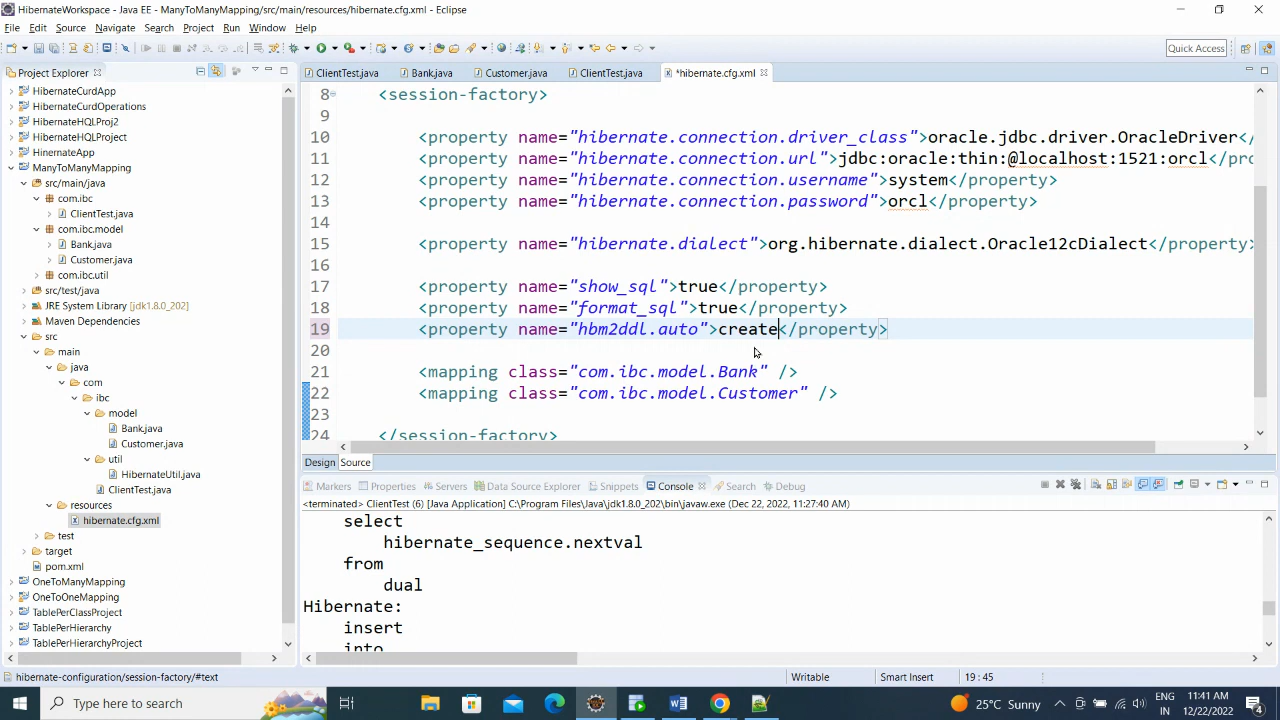 HibernateWorkspace - Java EE - ManyToManyMapping/src/main/resources/hibernate.cfg.xml - Eclipse
File Edit Source Navigate Search Project Run Window Help
Quick Access
Project Explorer
HibernateCurdApp
HibernateCurdOperations
HibernateHQLProj2
HibernateHQLProject
HinernateApp
ManyToManyMapping
src/main/java
com.ibc
ClientTest.java
com.ibc.model
Bank.java
Customer.java
com.ibc.util
src/test/java
JRE System Library [jdk1.8.0_202]
Maven Dependencies
src
main
java
com
ibc
model
Bank.java
Customer.java
util
HibernateUtil.java
ClientTest.java
resources
hibernate.cfg.xml
test
target
pom.xml
OneToManyMapping
OneToOneMapping
TablePerClassProject
TablePerHierarchy
TablePerHierarchyProject
ClientTest.java Bank.java Customer.java ClientTest.java *hibernate.cfg.xml
8 <session-factory>
9
10 <property name="hibernate.connection.driver_class">oracle.jdbc.driver.OracleDriver</
11 <property name="hibernate.connection.url">jdbc:oracle:thin:@localhost:1521:orcl</pro
12 <property name="hibernate.connection.username">system</property>
13 <property name="hibernate.connection.password">orcl</property>
14
15 <property name="hibernate.dialect">org.hibernate.dialect.Oracle12cDialect</property>
16
17 <property name="show_sql">true</property>
18 <property name="format_sql">true</property>
19 <property name="hbm2ddl.auto">create</property>
20
21 <mapping class="com.ibc.model.Bank" />
22 <mapping class="com.ibc.model.Customer" />
23
24 </session-factory>
Design Source
Markers Properties Servers Data Source Explorer Snippets Console Search Debug
<terminated> ClientTest (6) [Java Application] C:\Program Files\Java\jdk1.8.0_202\bin\javaw.exe (Dec 22, 2022, 11:27:40 AM)
select
hibernate_sequence.nextval
from
dual
Hibernate:
insert
into
hibernate-configuration/session-factory/#text Writable Smart Insert 19 : 45
Type here to search
25°C Sunny
ENG
IN
11:41 AM
12/22/2022
4